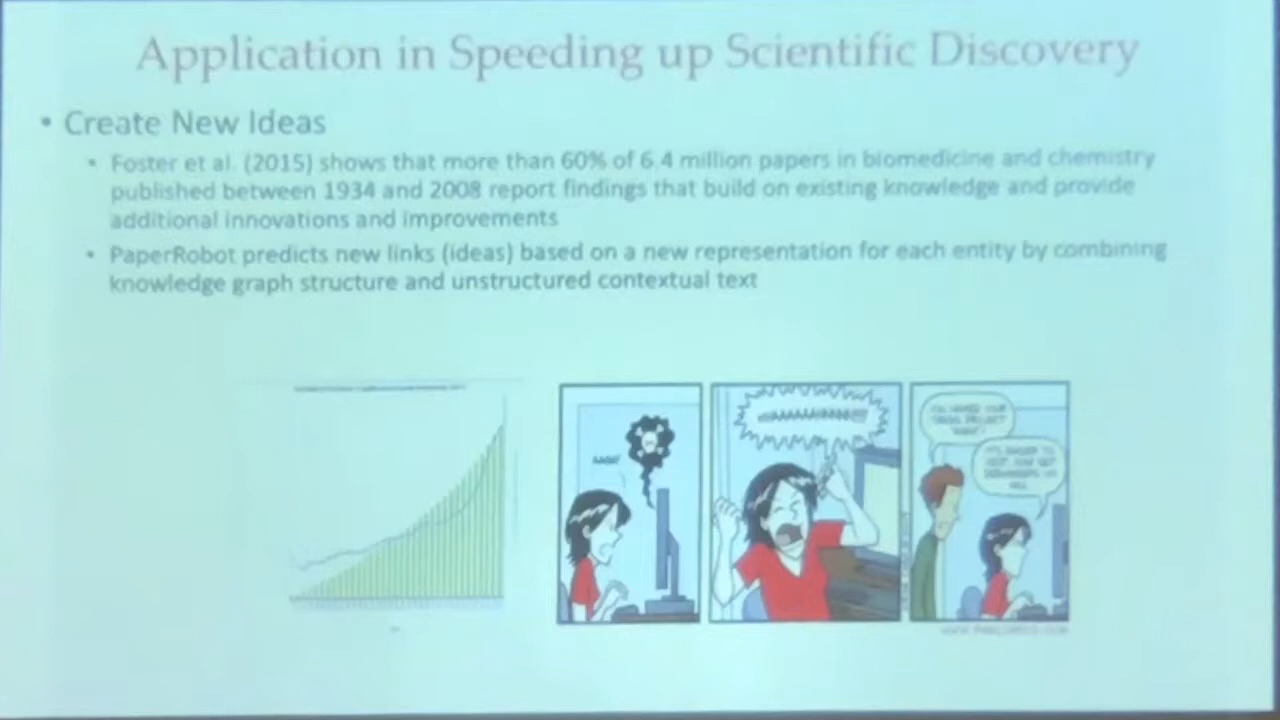 Application in Speeding up Scientific Discovery
• Create New Ideas
• Foster et al. (2015) shows that more than 60% of 6.4 million papers in biomedicine and chemistry
published between 1934 and 2008 report findings that build on existing knowledge and provide
additional innovations and improvements
• PaperRobot predicts new links (ideas) based on a new representation for each entity by combining
knowledge graph structure and unstructured contextual text